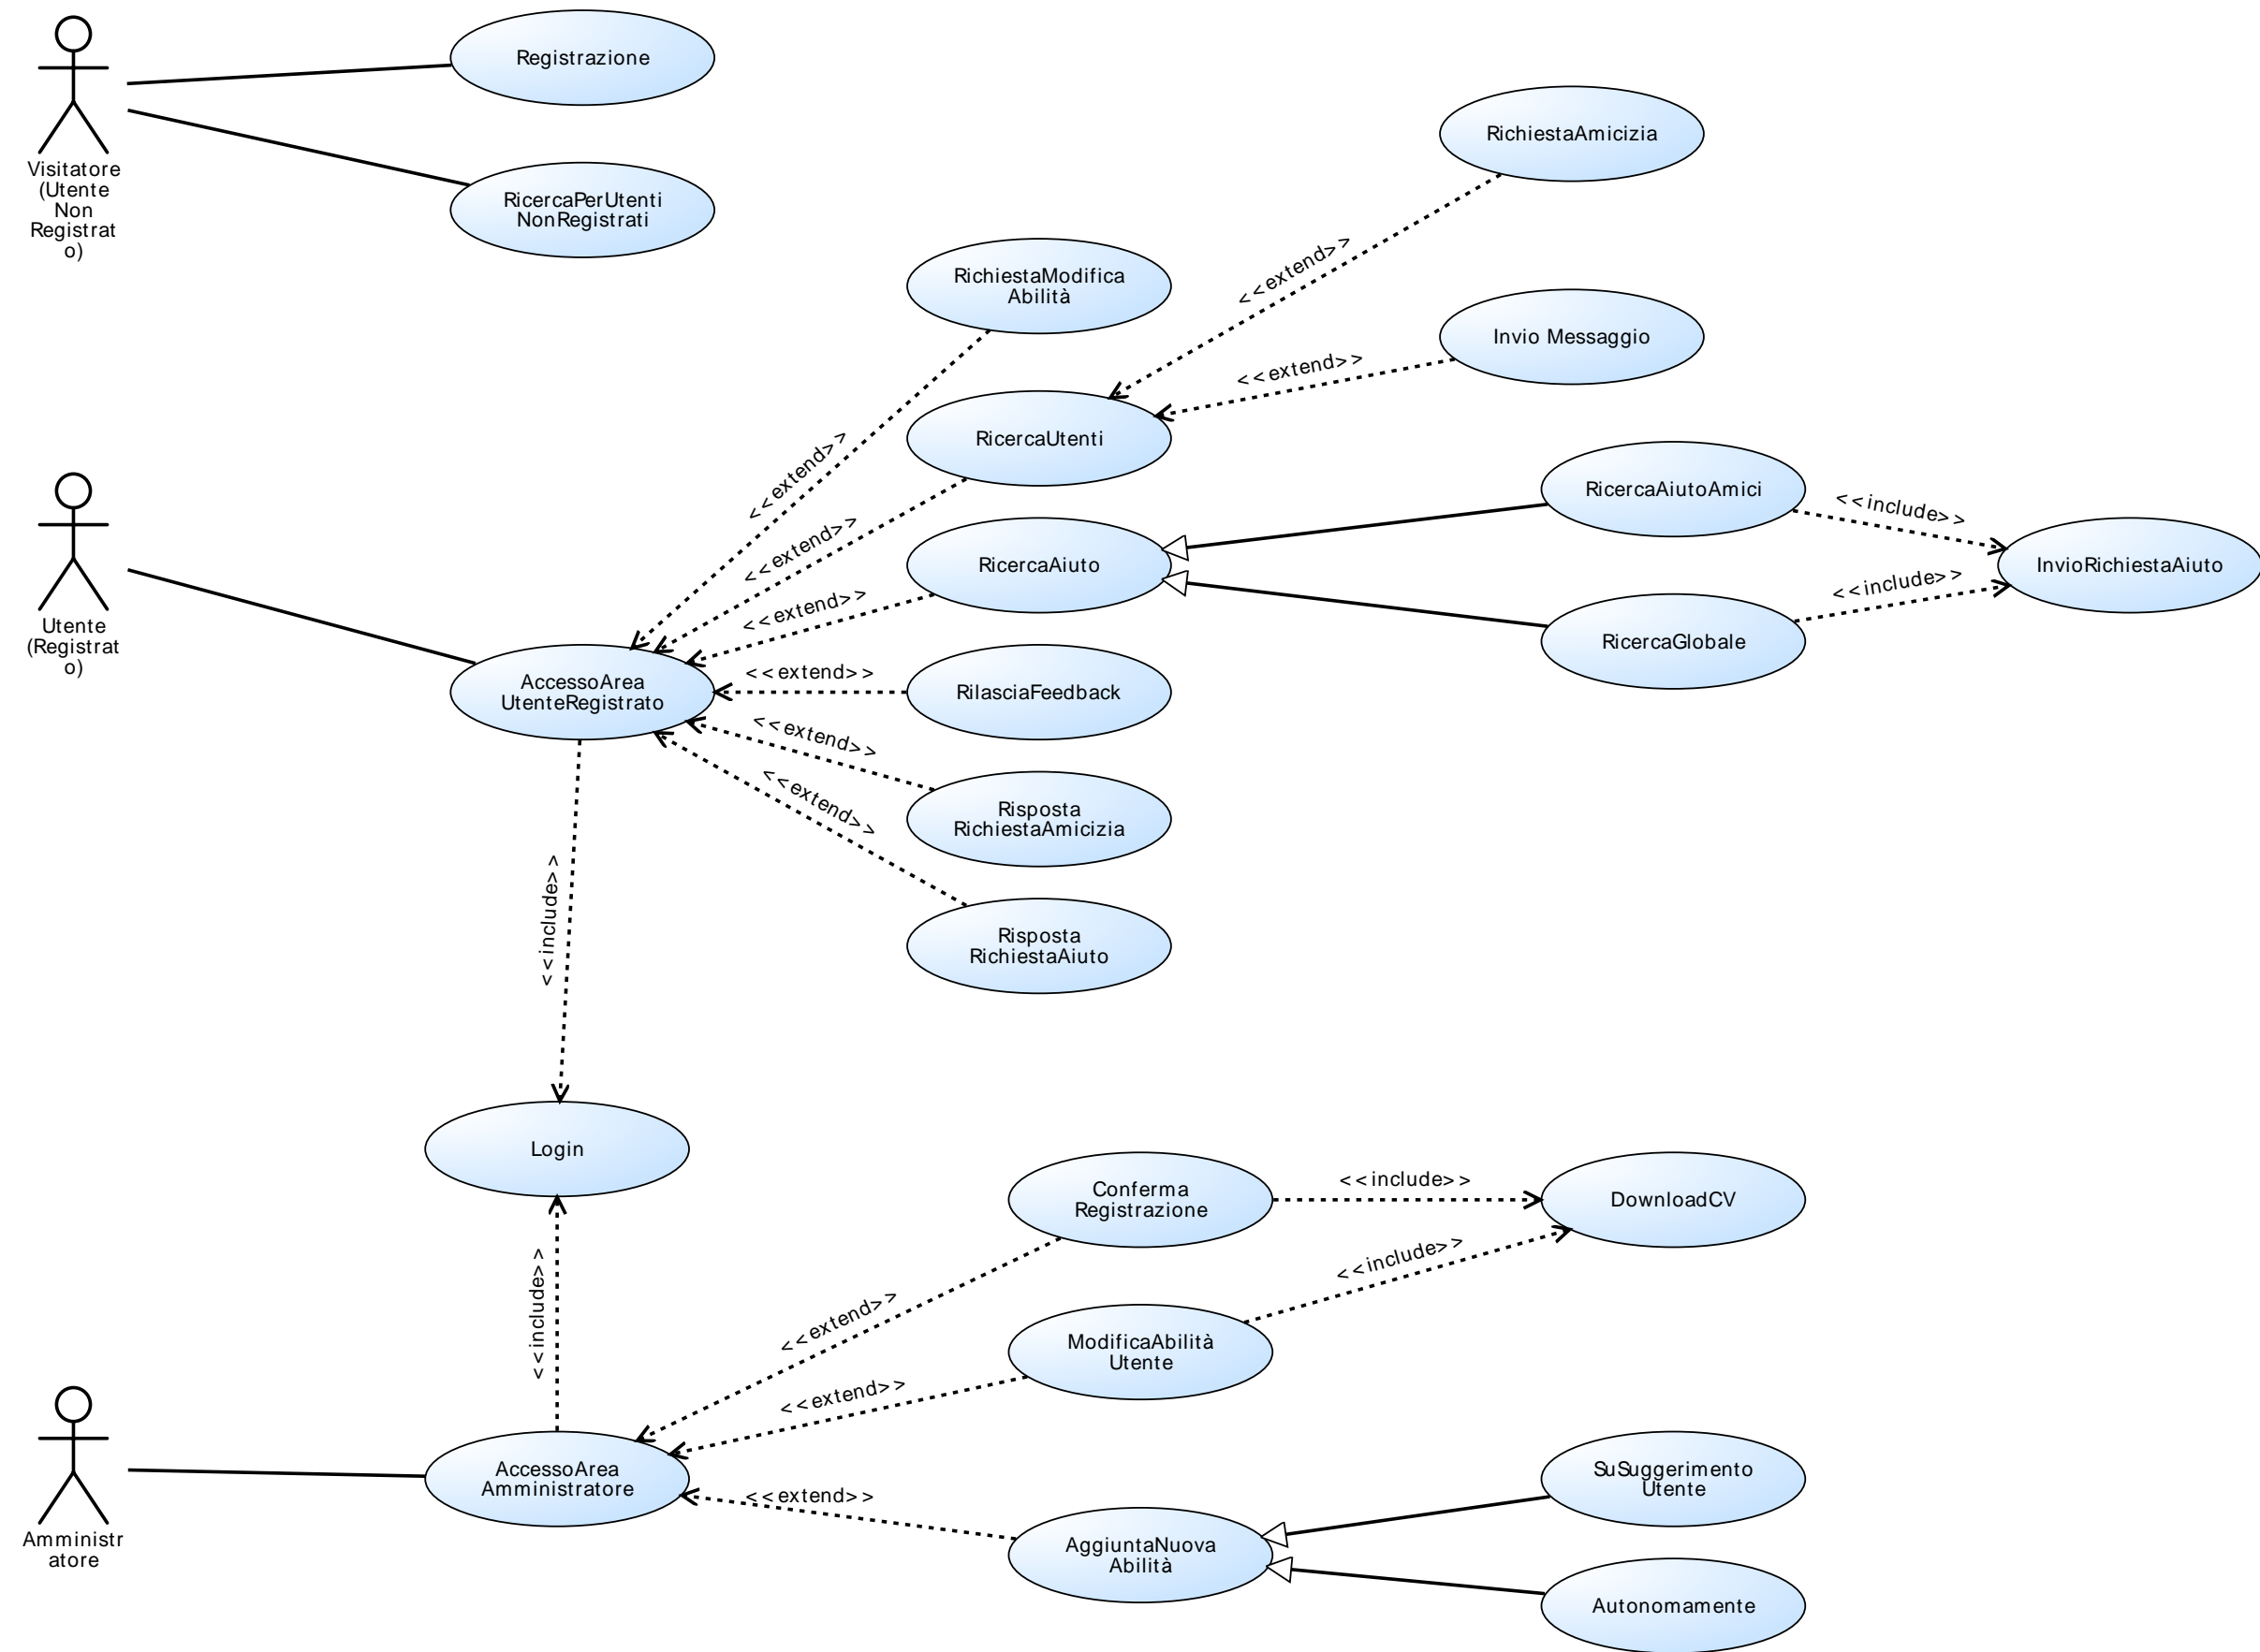 Registrazione
Visitatore
(Utente
Non
Registrat
o)
RicercaPerUtenti
NonRegistrati
RichiestaAmicizia
<<extend>>
RichiestaModifica
Abilità
Invio Messaggio
<<extend>>
<<extend>>
RicercaUtenti
RicercaAiutoAmici
<<include>>
<<extend>>
RicercaAiuto
InvioRichiestaAiuto
<<include>>
<<extend>>
RicercaGlobale
Utente
(Registrat
o)
AccessoArea
UtenteRegistrato
<<extend>>
RilasciaFeedback
<<extend>>
<<extend>>
Risposta
RichiestaAmicizia
<<include>>
Risposta
RichiestaAiuto
Login
Conferma
Registrazione
<<include>>
DownloadCV
<<include>>
<<include>>
<<extend>>
ModificaAbilità
Utente
<<extend>>
AccessoArea
Amministratore
<<extend>>
SuSuggerimento
Utente
Amministr
atore
AggiuntaNuova
Abilità
Autonomamente